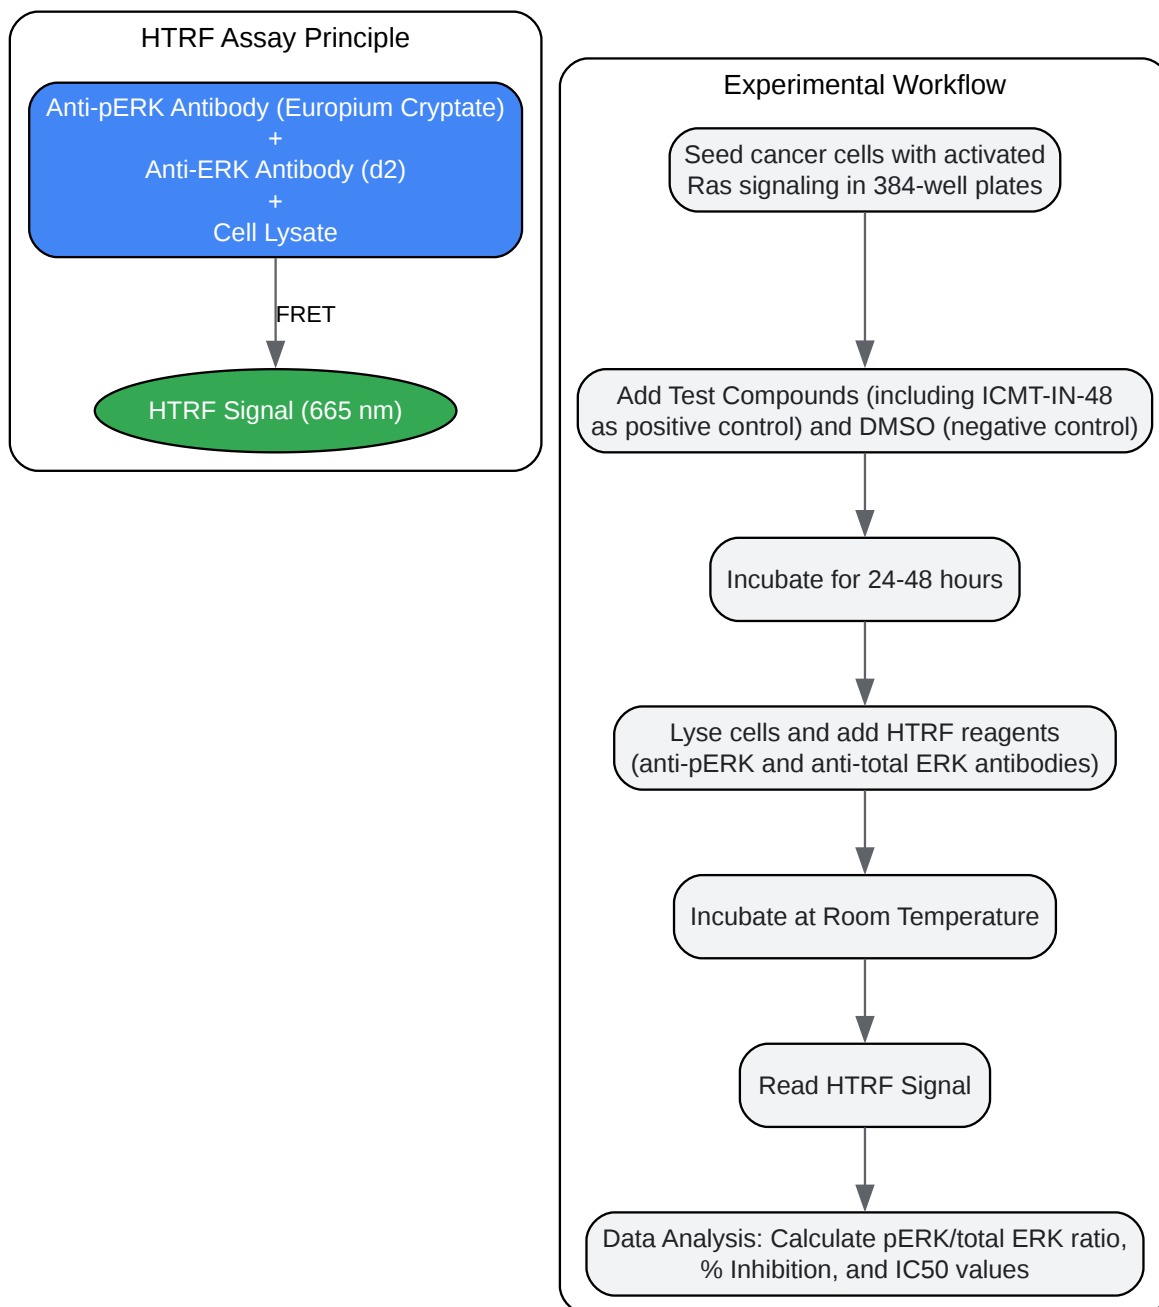 HTRF Assay Principle
Anti-pERK Antibody (Europium Cryptate)
+
Anti-ERK Antibody (d2)
+
Cell Lysate
FRET
HTRF Signal (665 nm)
Experimental Workflow
Seed cancer cells with activated
Ras signaling in 384-well plates
Add Test Compounds (including ICMT-IN-48
as positive control) and DMSO (negative control)
Incubate for 24-48 hours
Lyse cells and add HTRF reagents
(anti-pERK and anti-total ERK antibodies)
Incubate at Room Temperature
Read HTRF Signal
Data Analysis: Calculate pERK/total ERK ratio,
% Inhibition, and IC50 values